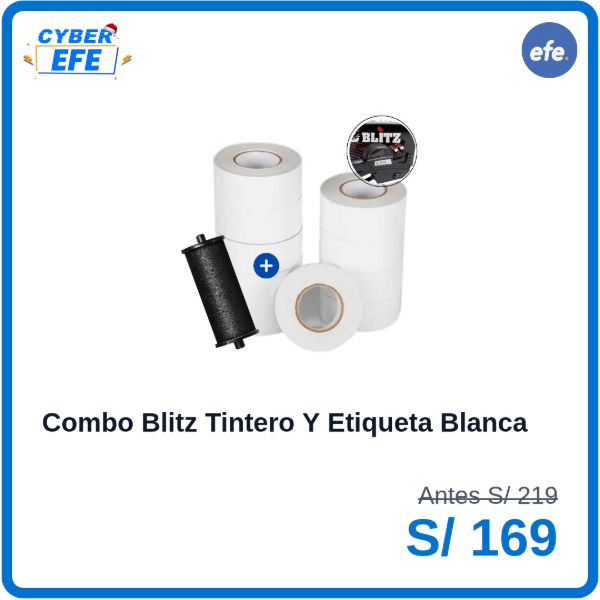 CYBER
EFE
efe.
BLITZ
Combo Blitz Tintero Y Etiqueta Blanca
Antes S/ 219
S/ 169